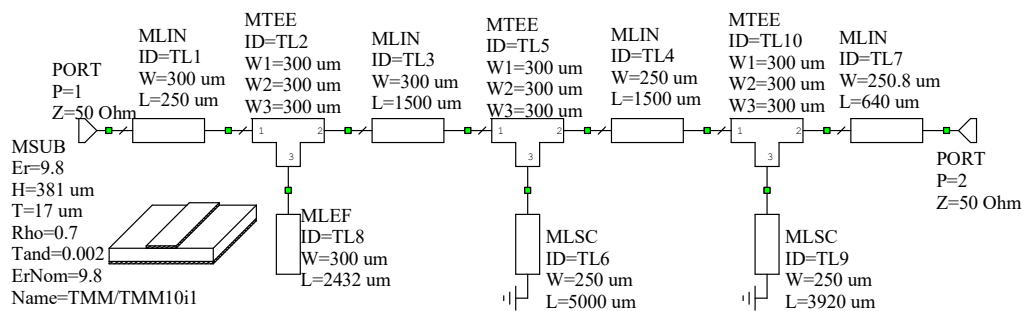 PORT
P=1
Z=50 Ohm
MLIN
ID=TL1
W=300 um
L=250 um
MTEE
ID=TL2
W1=300 um
W2=300 um
W3=300 um
MLIN
ID=TL3
W=300 um
L=1500 um
MTEE
ID=TL5
W1=300 um
W2=300 um
W3=300 um
MLIN
ID=TL4
W=250 um
L=1500 um
MTEE
ID=TL10
W1=300 um
W2=300 um
W3=300 um
MLIN
ID=TL7
W=250.8 um
L=640 um
1
2
3
1
2
3
1
2
3
PORT
P=2
Z=50 Ohm
MSUB
Er=9.8
H=381 um
T=17 um
Rho=0.7
Tand=0.002
ErNom=9.8
Name=TMM/TMM10i1
MLEF
ID=TL8
W=300 um
L=2432 um
MLSC
ID=TL6
W=250 um
L=5000 um
MLSC
ID=TL9
W=250 um
L=3920 um